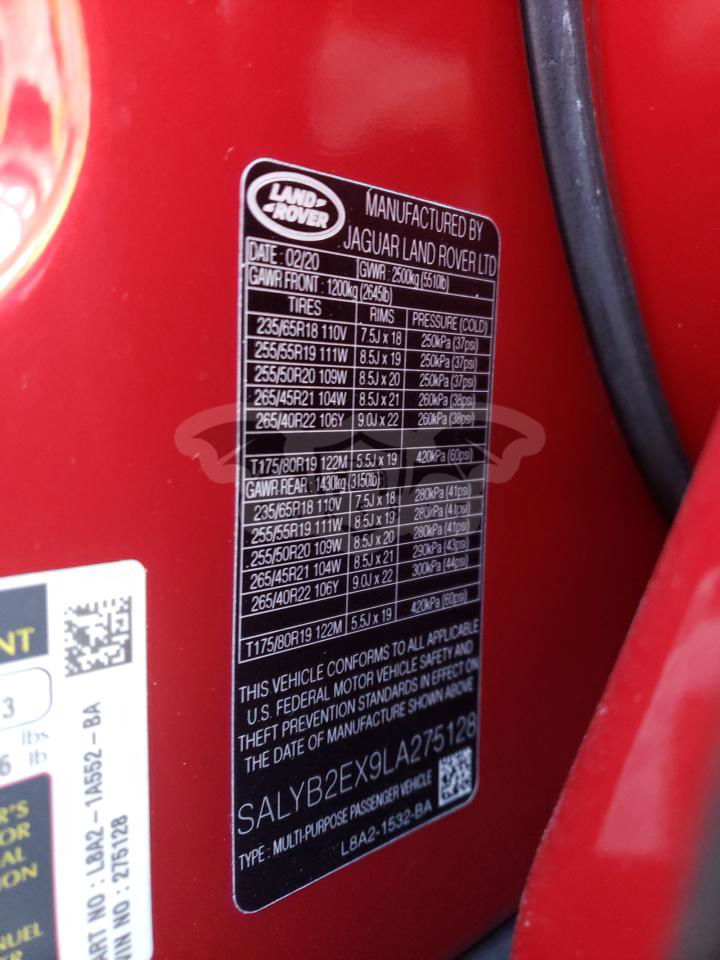 LAND ROVER
MANUFACTURED BY
JAGUAR LAND ROVER LTD
DATE : 02/20 GVWR : 2500kg (5510lb)
GAWR FRONT : 1200kg (2645lb)
TIRES RIMS PRESSURE (COLD)
235/65R18 110V 7.5J x 18 250kPa (37psi)
255/55R19 111W 8.5J x 19 250kPa (37psi)
255/50R20 109W 8.5J x 20 250kPa (37psi)
265/45R21 104W 8.5J x 21 260kPa (38psi)
265/40R22 106Y 9.0J x 22 260kPa (38psi)
T175/80R19 122M 5.5J x 19 420kPa (60psi)
GAWR REAR : 1430kg (3150lb)
235/65R18 110V 7.5J x 18 280kPa (41psi)
255/55R19 111W 8.5J x 19 280kPa (41psi)
255/50R20 109W 8.5J x 20 280kPa (41psi)
265/45R21 104W 8.5J x 21 290kPa (43psi)
265/40R22 106Y 9.0J x 22 300kPa (44psi)
T175/80R19 122M 5.5J x 19 420kPa (60psi)
THIS VEHICLE CONFORMS TO ALL APPLICABLE
U.S. FEDERAL MOTOR VEHICLE SAFETY AND
THEFT PREVENTION STANDARDS IN EFFECT ON
THE DATE OF MANUFACTURE SHOWN ABOVE
SALYB2EX9LA275128
TYPE : MULTI-PURPOSE PASSENGER VEHICLE
L8A2-1532-BA
NT
3
lbs
6 lb
ER'S
OR
AL
ION
NUEL
ER
ART NO : L8A2-1A552-BA
VIN NO : 275128